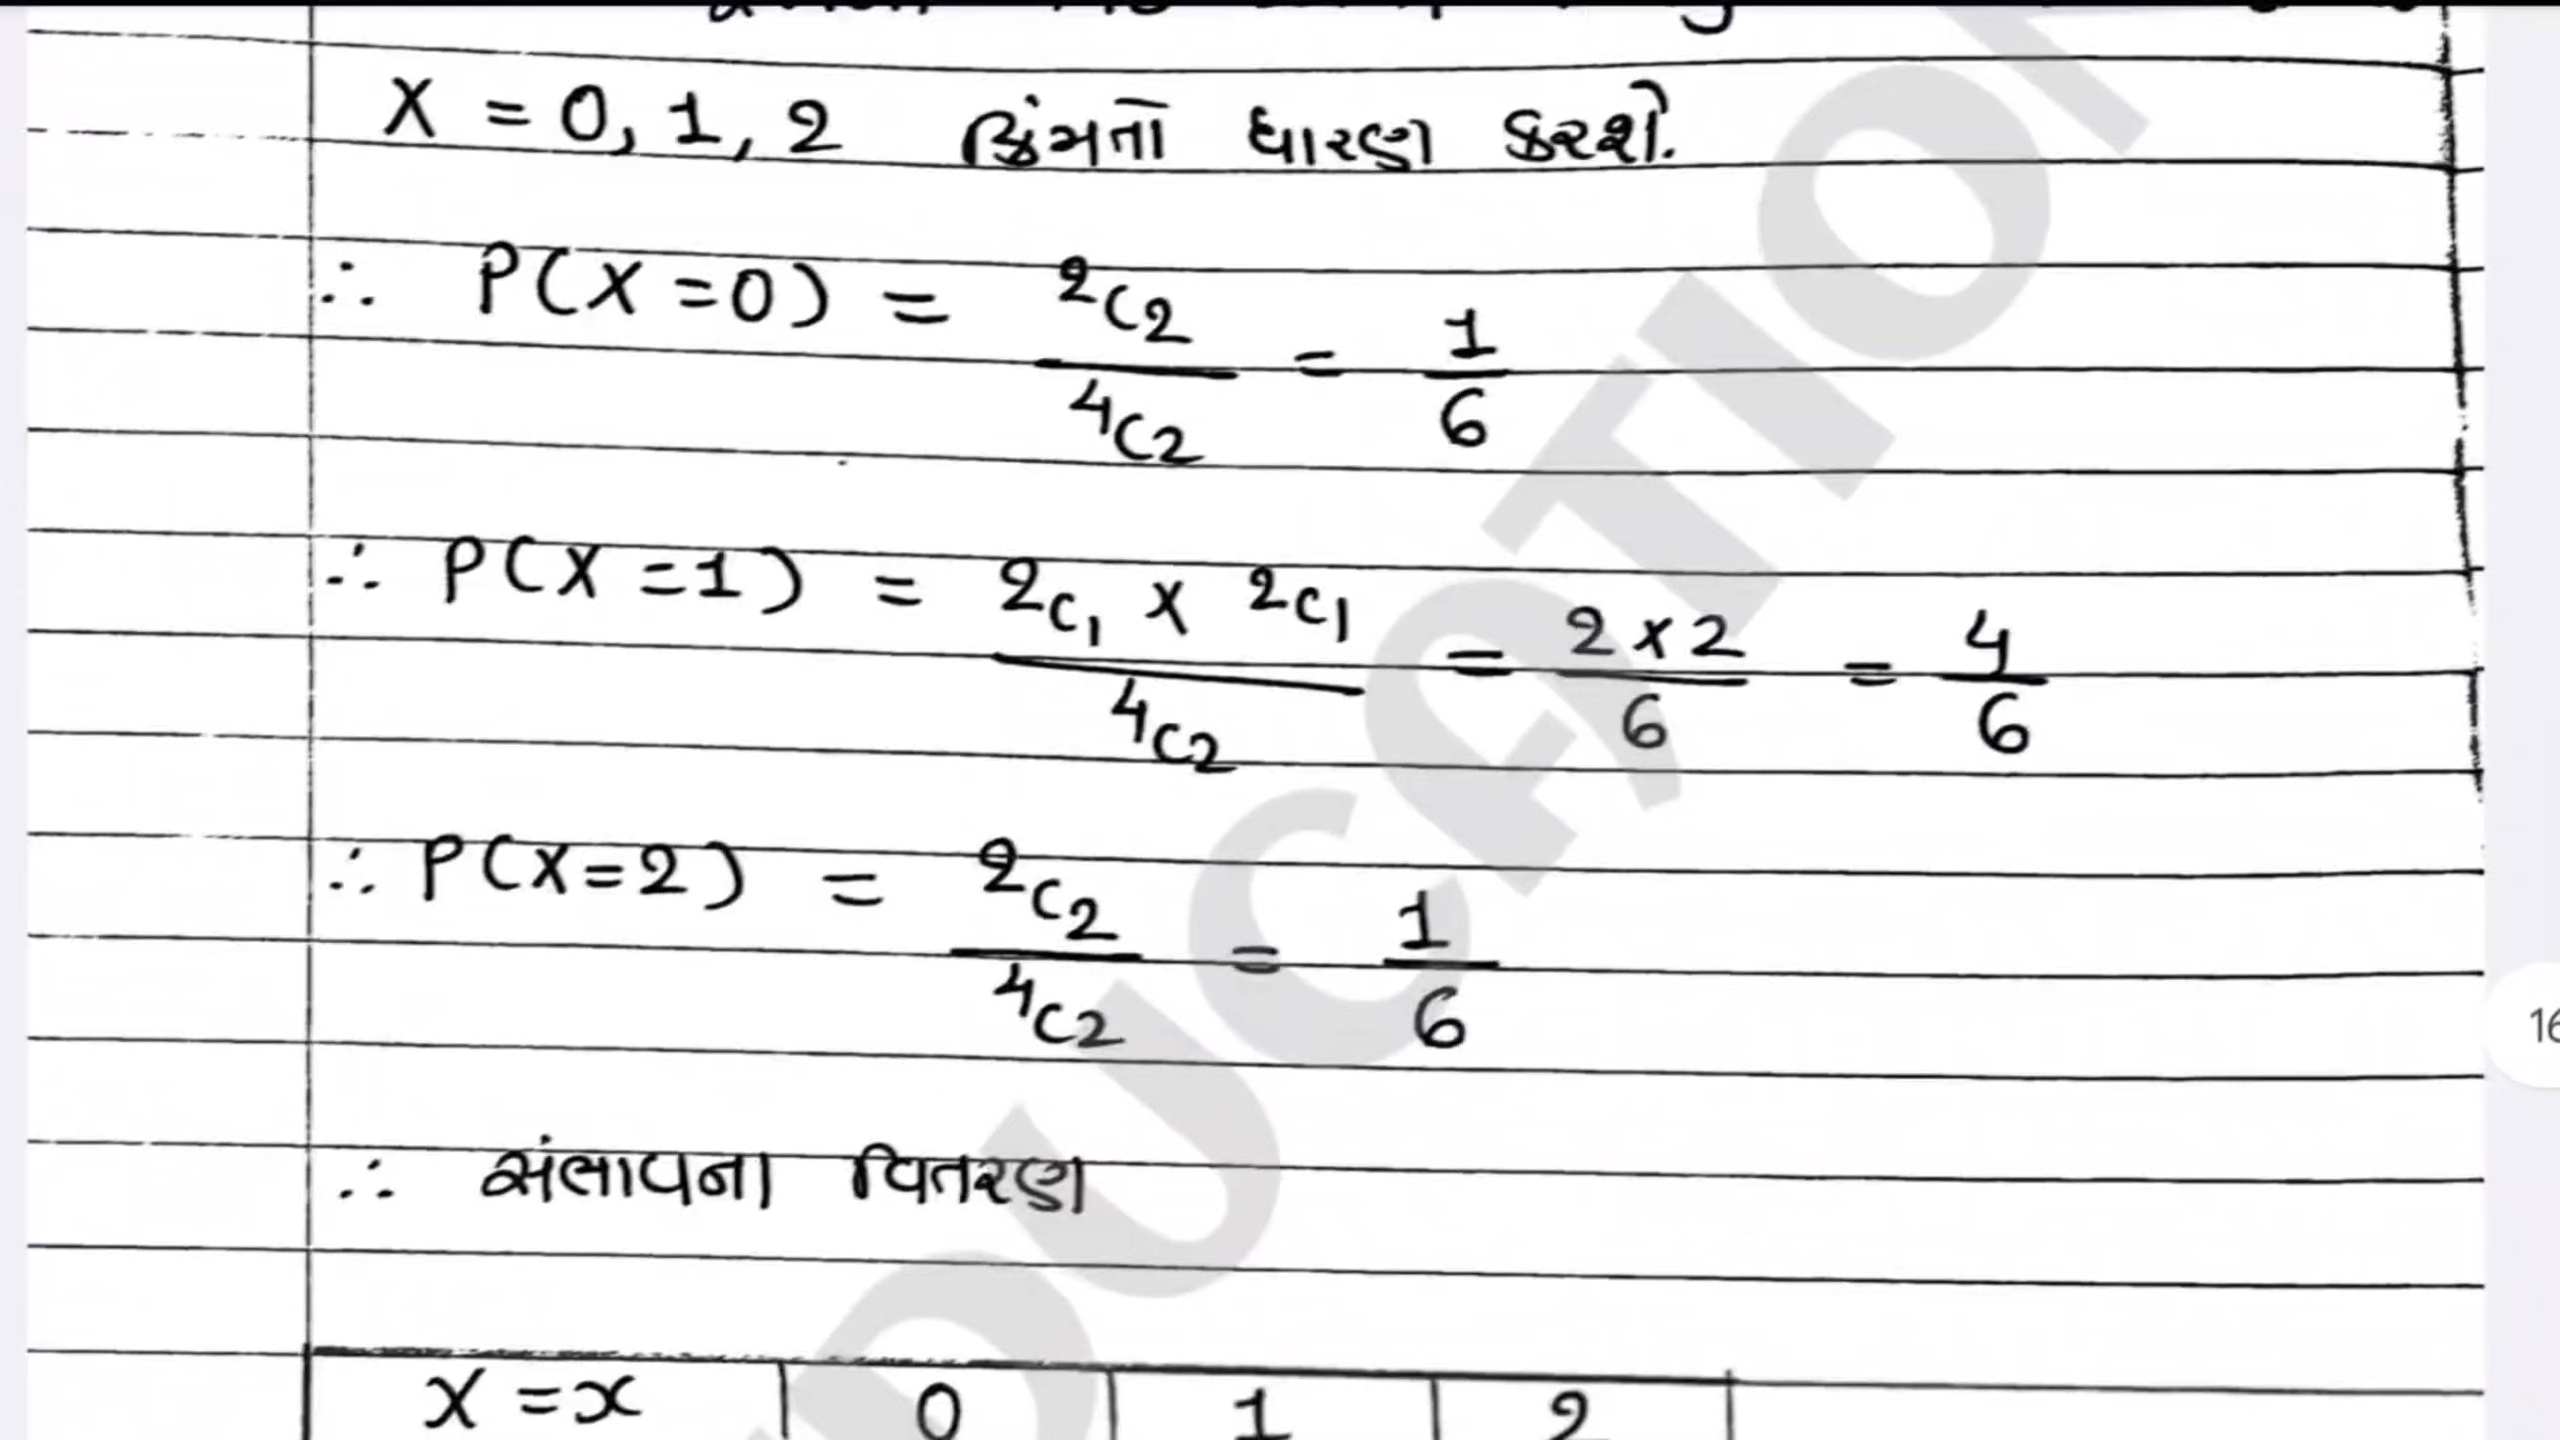 X = 0, 1, 2 કિંમતો ધારણ કરશે.
∴ P(X=0) = ²C₂ / ⁴C₂ = 1/6
∴ P(X=1) = ²C₁ × ²C₁ / ⁴C₂ = 2×2 / 6 = 4/6
∴ P(X=2) = ²C₂ / ⁴C₂ = 1/6
∴ સંભાવના વિતરણ
X=x 0 1 2
16